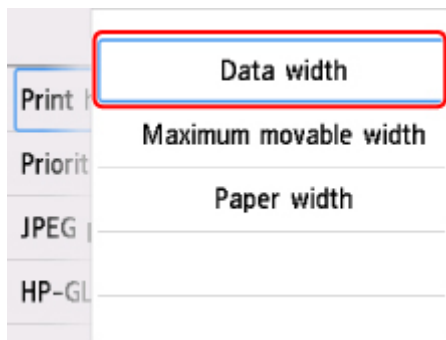 Data width
Print
Maximum movable width
Priorit
Paper width
JPEG
HP-GL